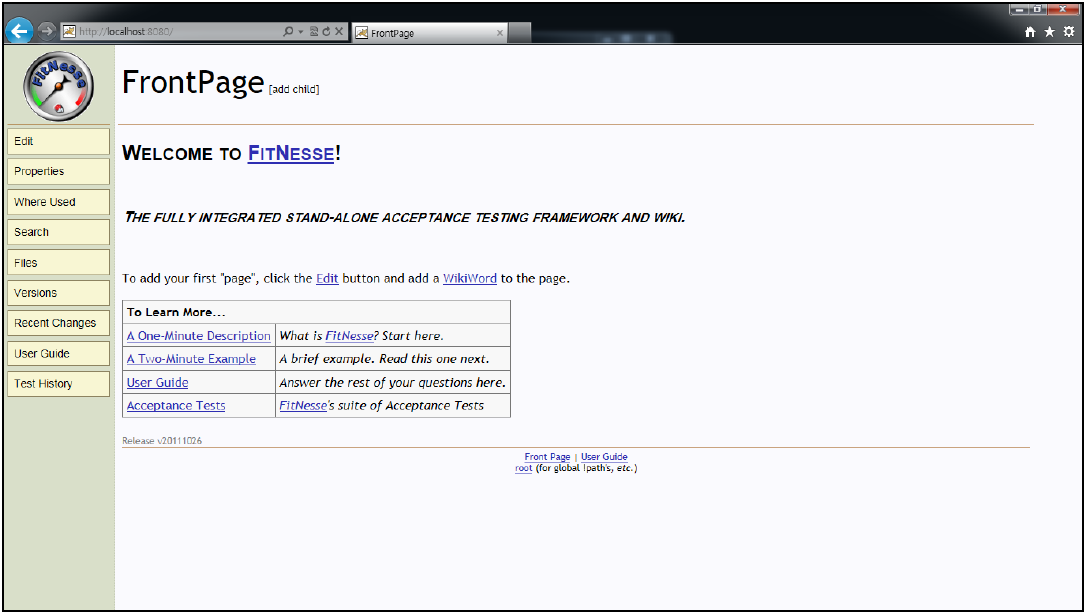 http://localhost:8080/
FrontPage
FitNesse
FrontPage [add child]
Edit
Properties
Where Used
Search
Files
Versions
Recent Changes
User Guide
Test History
WELCOME TO FITNESSE!
THE FULLY INTEGRATED STAND-ALONE ACCEPTANCE TESTING FRAMEWORK AND WIKI.
To add your first "page", click the Edit button and add a WikiWord to the page.
To Learn More...
A One-Minute Description What is FitNesse? Start here.
A Two-Minute Example A brief example. Read this one next.
User Guide Answer the rest of your questions here.
Acceptance Tests FitNesse's suite of Acceptance Tests
Release v20111026
Front Page | User Guide
root (for global !path's, etc.)